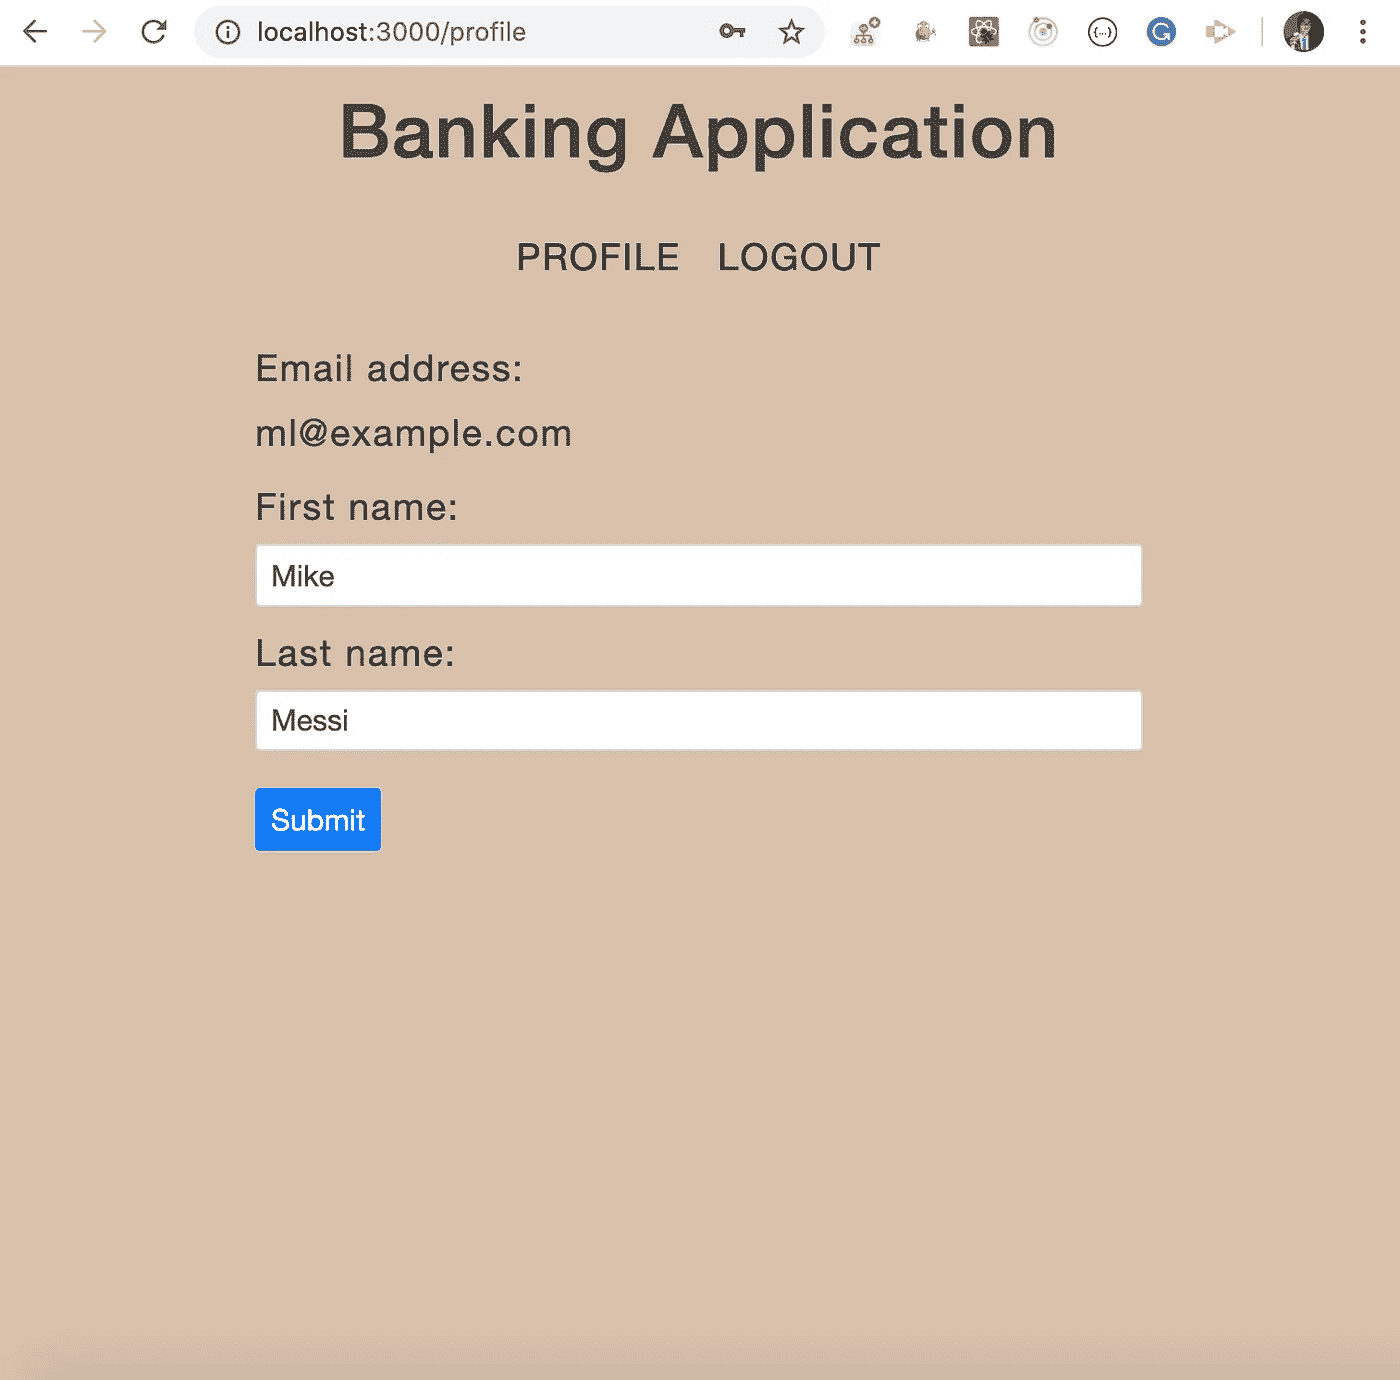 localhost:3000/profile
Banking Application
PROFILE LOGOUT
Email address:
ml@example.com
First name:
Mike
Last name:
Messi
Submit